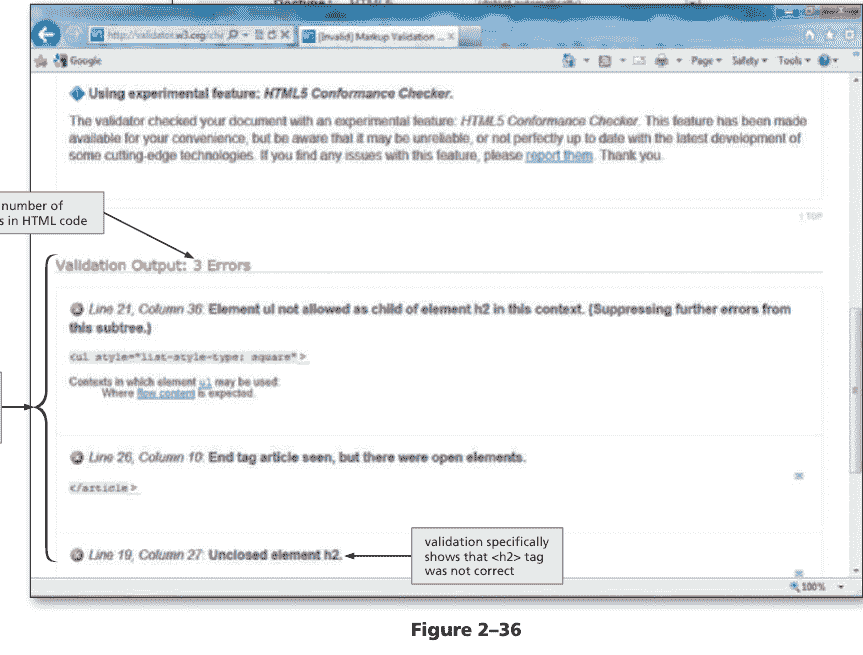 http://validator.w3.org/che
[Invalid] Markup Validation ...
Google
Page
Safety
Tools
Using experimental feature: HTML5 Conformance Checker.
The validator checked your document with an experimental feature: HTML5 Conformance Checker. This feature has been made
available for your convenience, but be aware that it may be unreliable, or not perfectly up to date with the latest development of
some cutting-edge technologies. If you find any issues with this feature, please report them. Thank you.
↑ TOP
number of
s in HTML code
Validation Output: 3 Errors
Line 21, Column 36: Element ul not allowed as child of element h2 in this context. (Suppressing further errors from
this subtree.)
<ul style="list-style-type: square">
Contexts in which element ul may be used:
Where flow content is expected.
Line 26, Column 10: End tag article seen, but there were open elements.
</article>
Line 19, Column 27: Unclosed element h2.
validation specifically
shows that <h2> tag
was not correct
100%
Figure 2–36